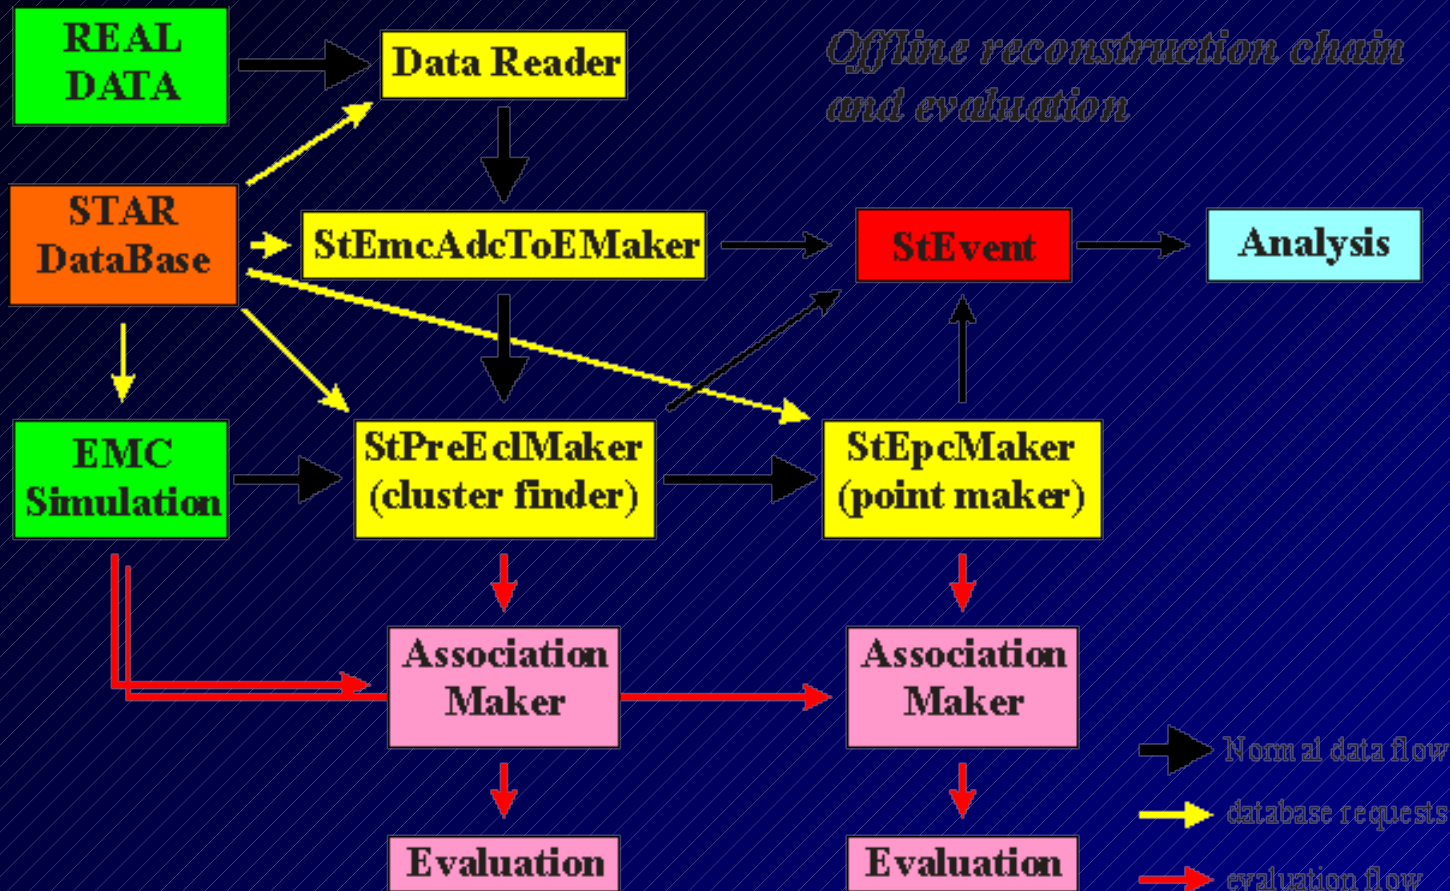 REAL
DATA
Data Reader
Offline reconstruction chain
and evaluation
STAR
DataBase
StEmcAdcToEMaker
StEvent
Analysis
EMC
Simulation
StPreEclMaker
(cluster finder)
StEpcMaker
(point maker)
Association
Maker
Association
Maker
Normal data flow
database requests
Evaluation
Evaluation
evaluation flow